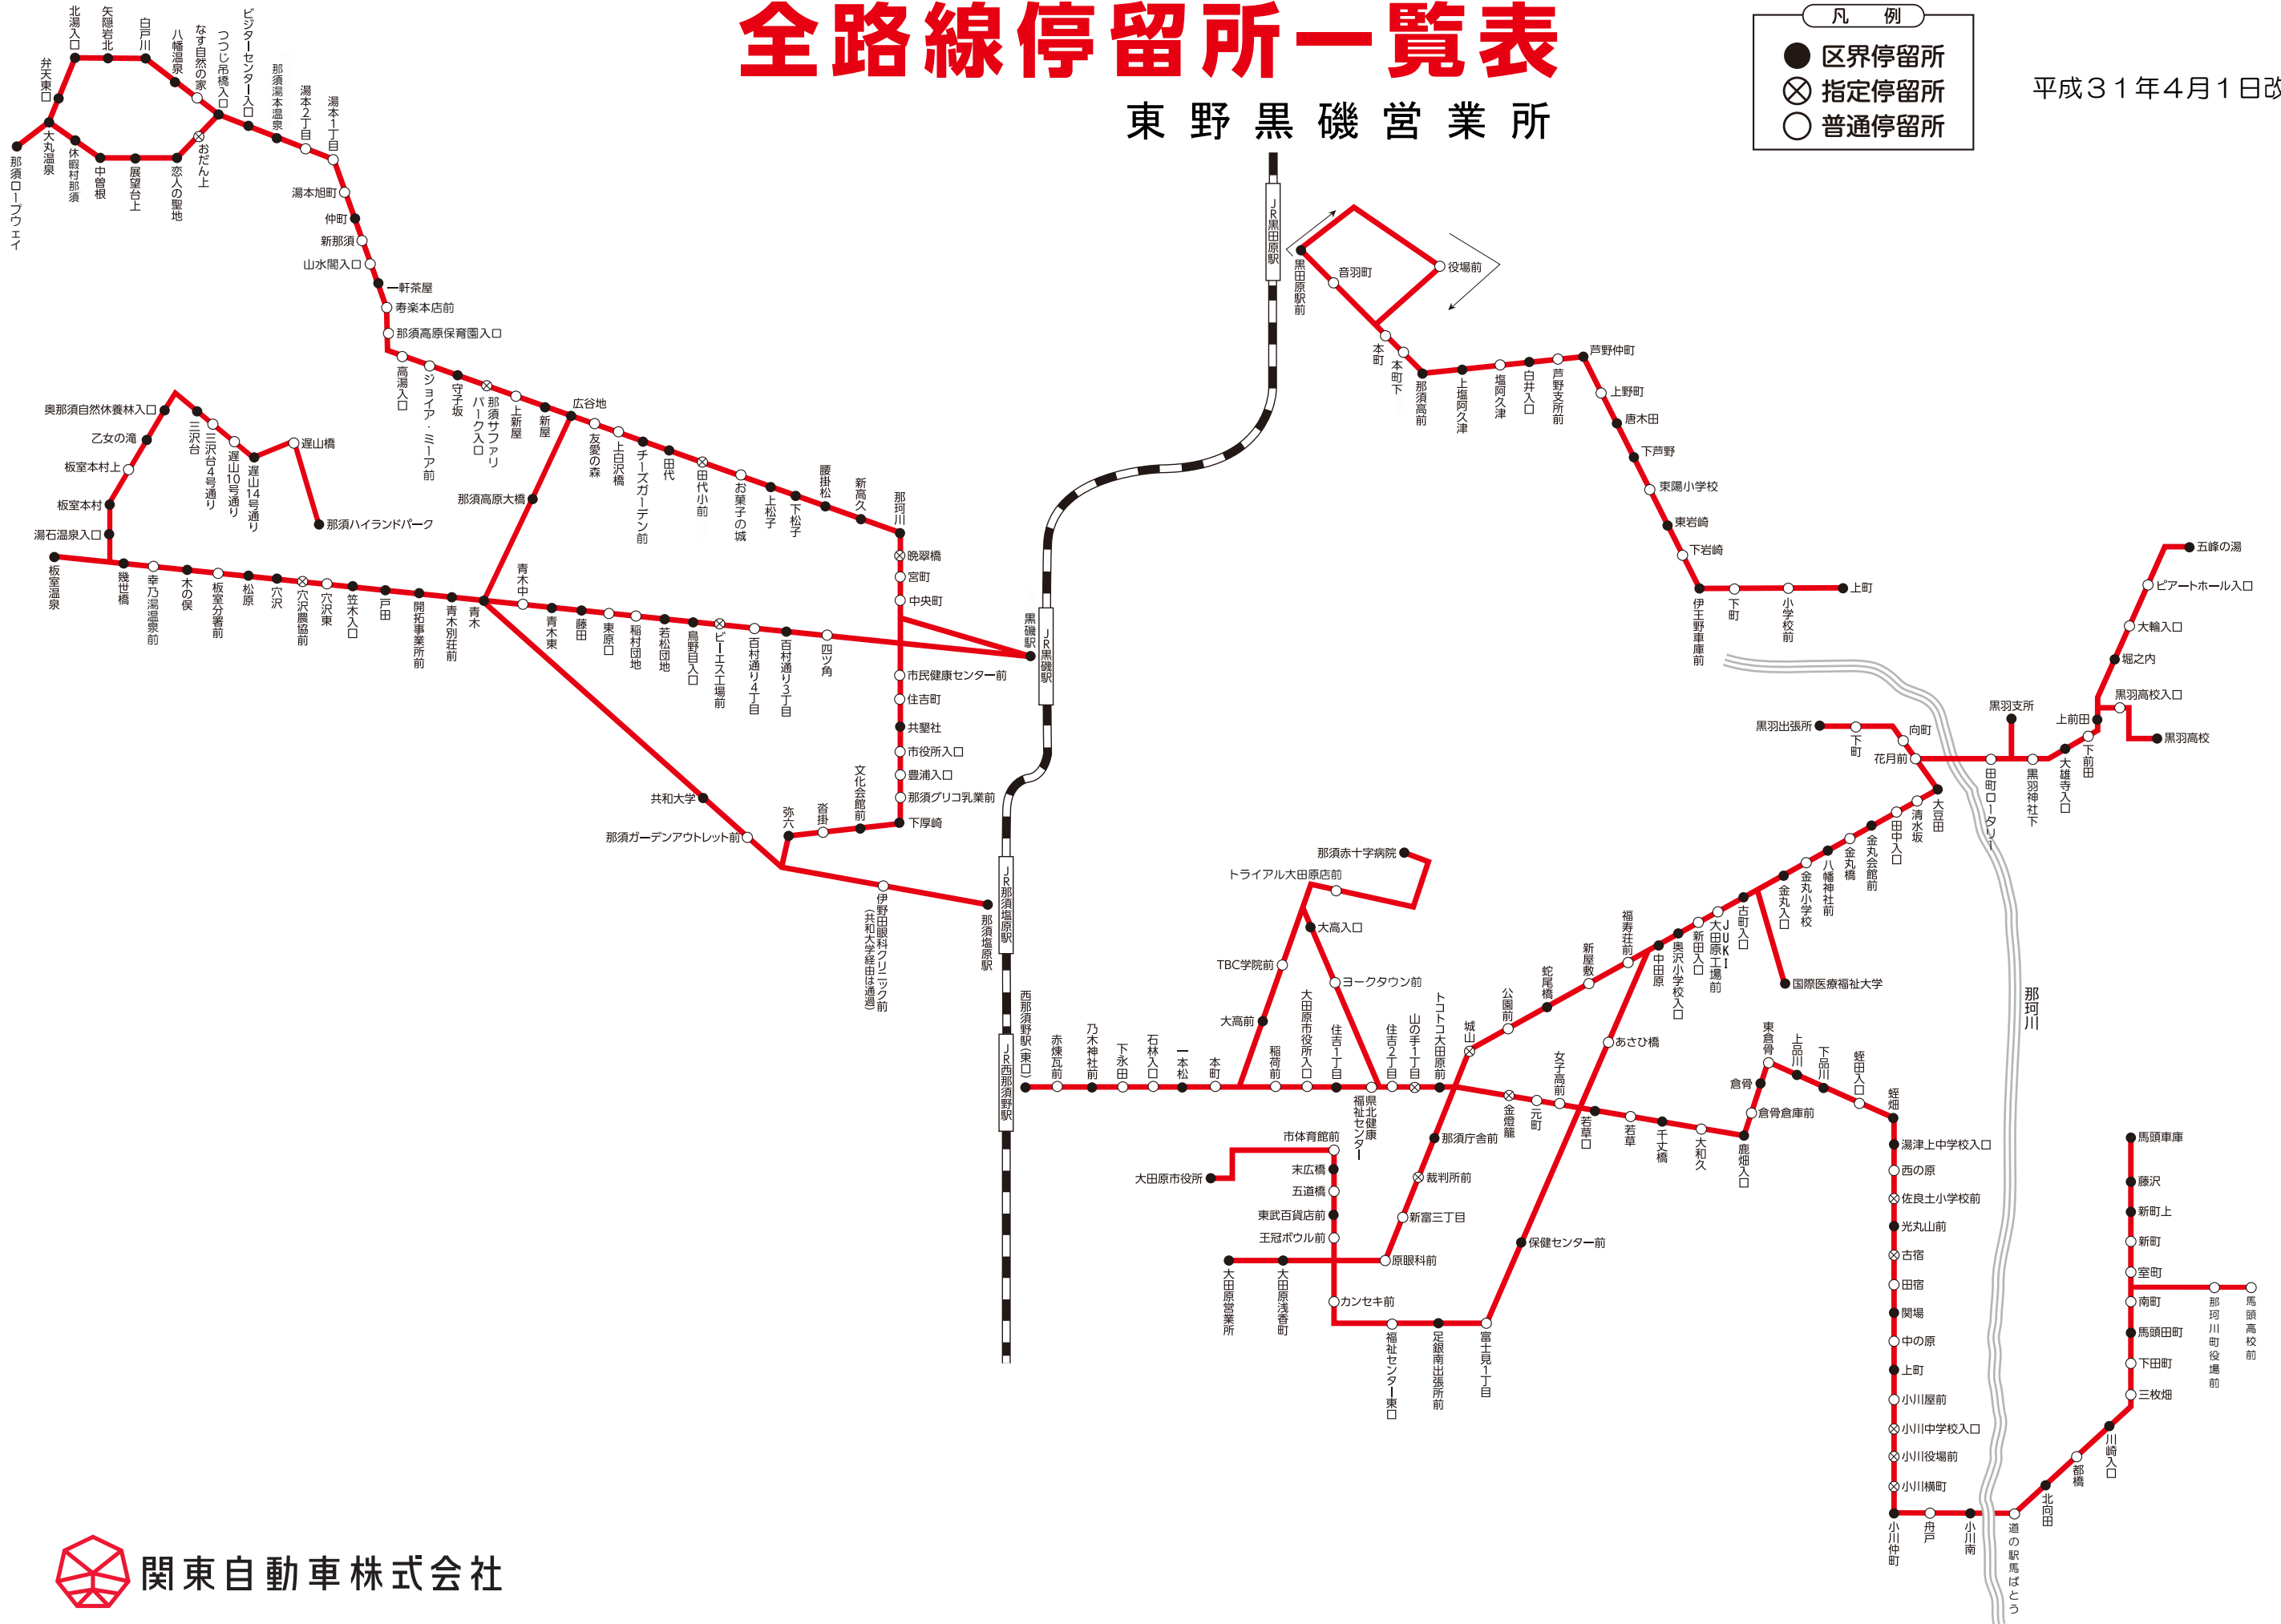 全路線停留所一覧表
東野黒磯営業所
凡 例
区界停留所
指定停留所
普通停留所
平成31年4月1日改
北湯入口
矢隠岩北
白戸川
八幡温泉
なす自然の家
つつじ吊橋入口
ビジターセンター入口
那須湯本温泉
湯本2丁目
湯本1丁目
弁天東口
那須ロープウェイ
大丸温泉
休暇村那須
中曽根
展望台上
恋人の聖地
おだん上
湯本旭町
仲町
新那須
山水閣入口
一軒茶屋
寿楽本店前
那須高原保育園入口
高湯入口
ジョイア・ミーア前
守子坂
那須サファリ
パーク入口
上新屋
新屋
広谷地
友愛の森
上白沢橋
チーズガーデン前
田代
田代小前
お菓子の城
上松子
下松子
腰掛松
新高久
那珂川
那須高原大橋
奥那須自然休養林入口
乙女の滝
板室本村上
板室本村
湯石温泉入口
三沢台
三沢台4号通り
遅山10号通り
遅山14号通り
遅山橋
那須ハイランドパーク
板室温泉
幾世橋
幸乃湯温泉前
木の俣
板室分署前
松原
穴沢
穴沢農協前
穴沢東
笠木入口
戸田
開拓事業所前
青木別荘前
青木
青木中
青木東
藤田
東原口
稲村団地
若松団地
鳥野目入口
ピーエス工場前
百村通り4丁目
百村通り3丁目
四ツ角
黒磯駅
晩翠橋
宮町
中央町
市民健康センター前
住吉町
共墾社
市役所入口
豊浦入口
那須グリコ乳業前
下厚崎
文化会館前
沓掛
弥六
共和大学
那須ガーデンアウトレット前
伊野田眼科クリニック前
(共和大学経由は通過)
那須塩原駅
JR黒田原駅
JR黒磯駅
JR那須塩原駅
JR西那須野駅
黒田原駅前
音羽町
役場前
本町
本町下
那須高前
上塩阿久津
塩阿久津
白井入口
芦野支所前
芦野仲町
上野町
唐木田
下芦野
東陽小学校
東岩崎
下岩崎
伊王野車庫前
下町
小学校前
上町
五峰の湯
ピアートホール入口
大輪入口
堀之内
黒羽高校入口
黒羽高校
上前田
下前田
大雄寺入口
黒羽神社下
黒羽支所
田町ロータリー
黒羽出張所
下町
向町
花月前
大豆田
清水坂
田中入口
金丸会館前
金丸橋
八幡神社前
金丸小学校
金丸入口
国際医療福祉大学
古町入口
JUKI
大田原工場前
新田入口
奥沢小学校入口
中田原
福寿荘前
新屋敷
蛇尾橋
公園前
城山
那須赤十字病院
トライアル大田原店前
大高入口
TBC学院前
ヨークタウン前
大高前
西那須野駅(東口)
赤煉瓦前
乃木神社前
下永田
石林入口
一本松
本町
稲荷前
大田原市役所入口
住吉1丁目
県北健康
福祉センター
住吉2丁目
山の手1丁目
トコトコ大田原前
金燈籠
元町
女子高前
若草口
若草
千丈橋
大和久
鹿畑入口
倉骨倉庫前
倉骨
東倉骨
上品川
下品川
蛭田入口
蛭畑
あさひ橋
那須庁舎前
裁判所前
新富三丁目
原眼科前
大田原浅香町
大田原営業所
保健センター前
市体育館前
大田原市役所
末広橋
五道橋
東武百貨店前
王冠ボウル前
カンセキ前
福祉センター東口
足銀南出張所前
富士見1丁目
湯津上中学校入口
西の原
佐良土小学校前
光丸山前
古宿
田宿
関場
中の原
上町
小川屋前
小川中学校入口
小川役場前
小川横町
小川仲町
舟戸
小川南
道の駅馬ばとう
北向田
都橋
川崎入口
三枚畑
下田町
馬頭田町
南町
室町
新町
新町上
藤沢
馬頭車庫
那珂川町役場前
馬頭高校前
那珂川
関東自動車株式会社